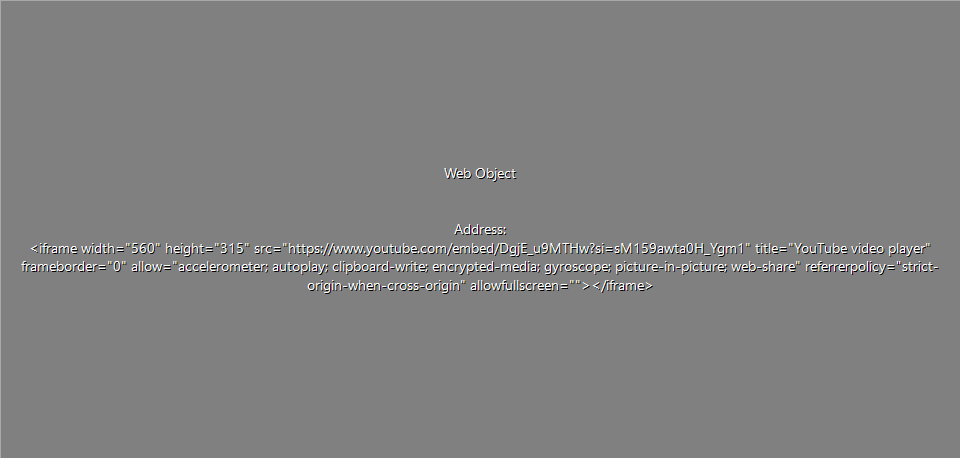 Web Object
Address:
<iframe width="560" height="315" src="https://www.youtube.com/embed/DgjE_u9MTHw?si=sM159awta0H_Ygm1" title="YouTube video player"
frameborder="0" allow="accelerometer; autoplay; clipboard-write; encrypted-media; gyroscope; picture-in-picture; web-share" referrerpolicy="strict-
origin-when-cross-origin" allowfullscreen=""></iframe>